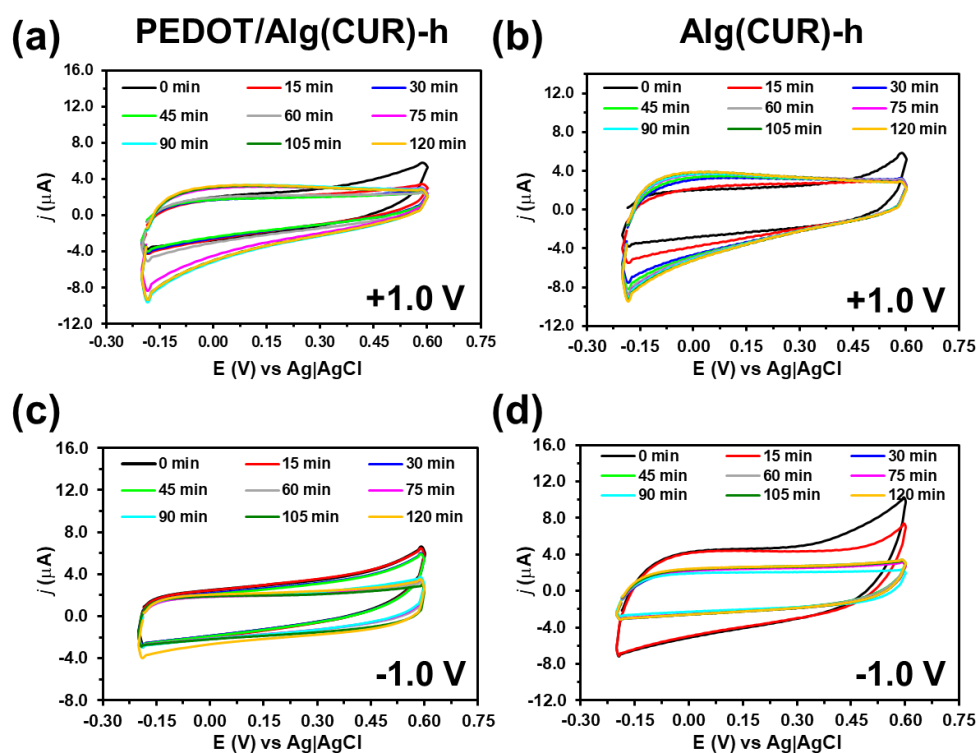 (a) PEDOT/Alg(CUR)-h
16.0
12.0
8.0
4.0
0.0
-4.0
-8.0
-12.0
j (µA)
0 min 15 min 30 min
45 min 60 min 75 min
90 min 105 min 120 min
+1.0 V
-0.30 -0.15 0.00 0.15 0.30 0.45 0.60 0.75
E (V) vs Ag|AgCl
(b) Alg(CUR)-h
16.0
12.0
8.0
4.0
0.0
-4.0
-8.0
-12.0
j (µA)
0 min 15 min 30 min
45 min 60 min 75 min
90 min 105 min 120 min
+1.0 V
-0.30 -0.15 0.00 0.15 0.30 0.45 0.60 0.75
E (V) vs Ag|AgCl
(c)
16.0
12.0
8.0
4.0
0.0
-4.0
-8.0
j (µA)
0 min 15 min 30 min
45 min 60 min 75 min
90 min 105 min 120 min
-1.0 V
-0.30 -0.15 0.00 0.15 0.30 0.45 0.60 0.75
E (V) vs Ag|AgCl
(d)
16.0
12.0
8.0
4.0
0.0
-4.0
-8.0
-12.0
j (µA)
0 min 15 min 30 min
45 min 60 min 75 min
90 min 105 min 120 min
-1.0 V
-0.30 -0.15 0.00 0.15 0.30 0.45 0.60 0.75
E (V) vs Ag|AgCl